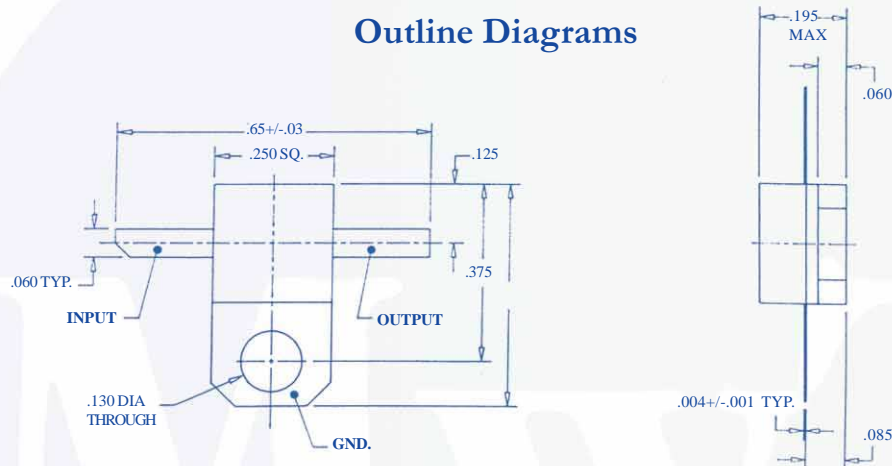 Outline Diagrams
.195
MAX
.060
.65+/-.03
.250 SQ.
.125
.375
.060 TYP.
INPUT
OUTPUT
.130 DIA
THROUGH
GND.
.004+/-.001 TYP.
.085